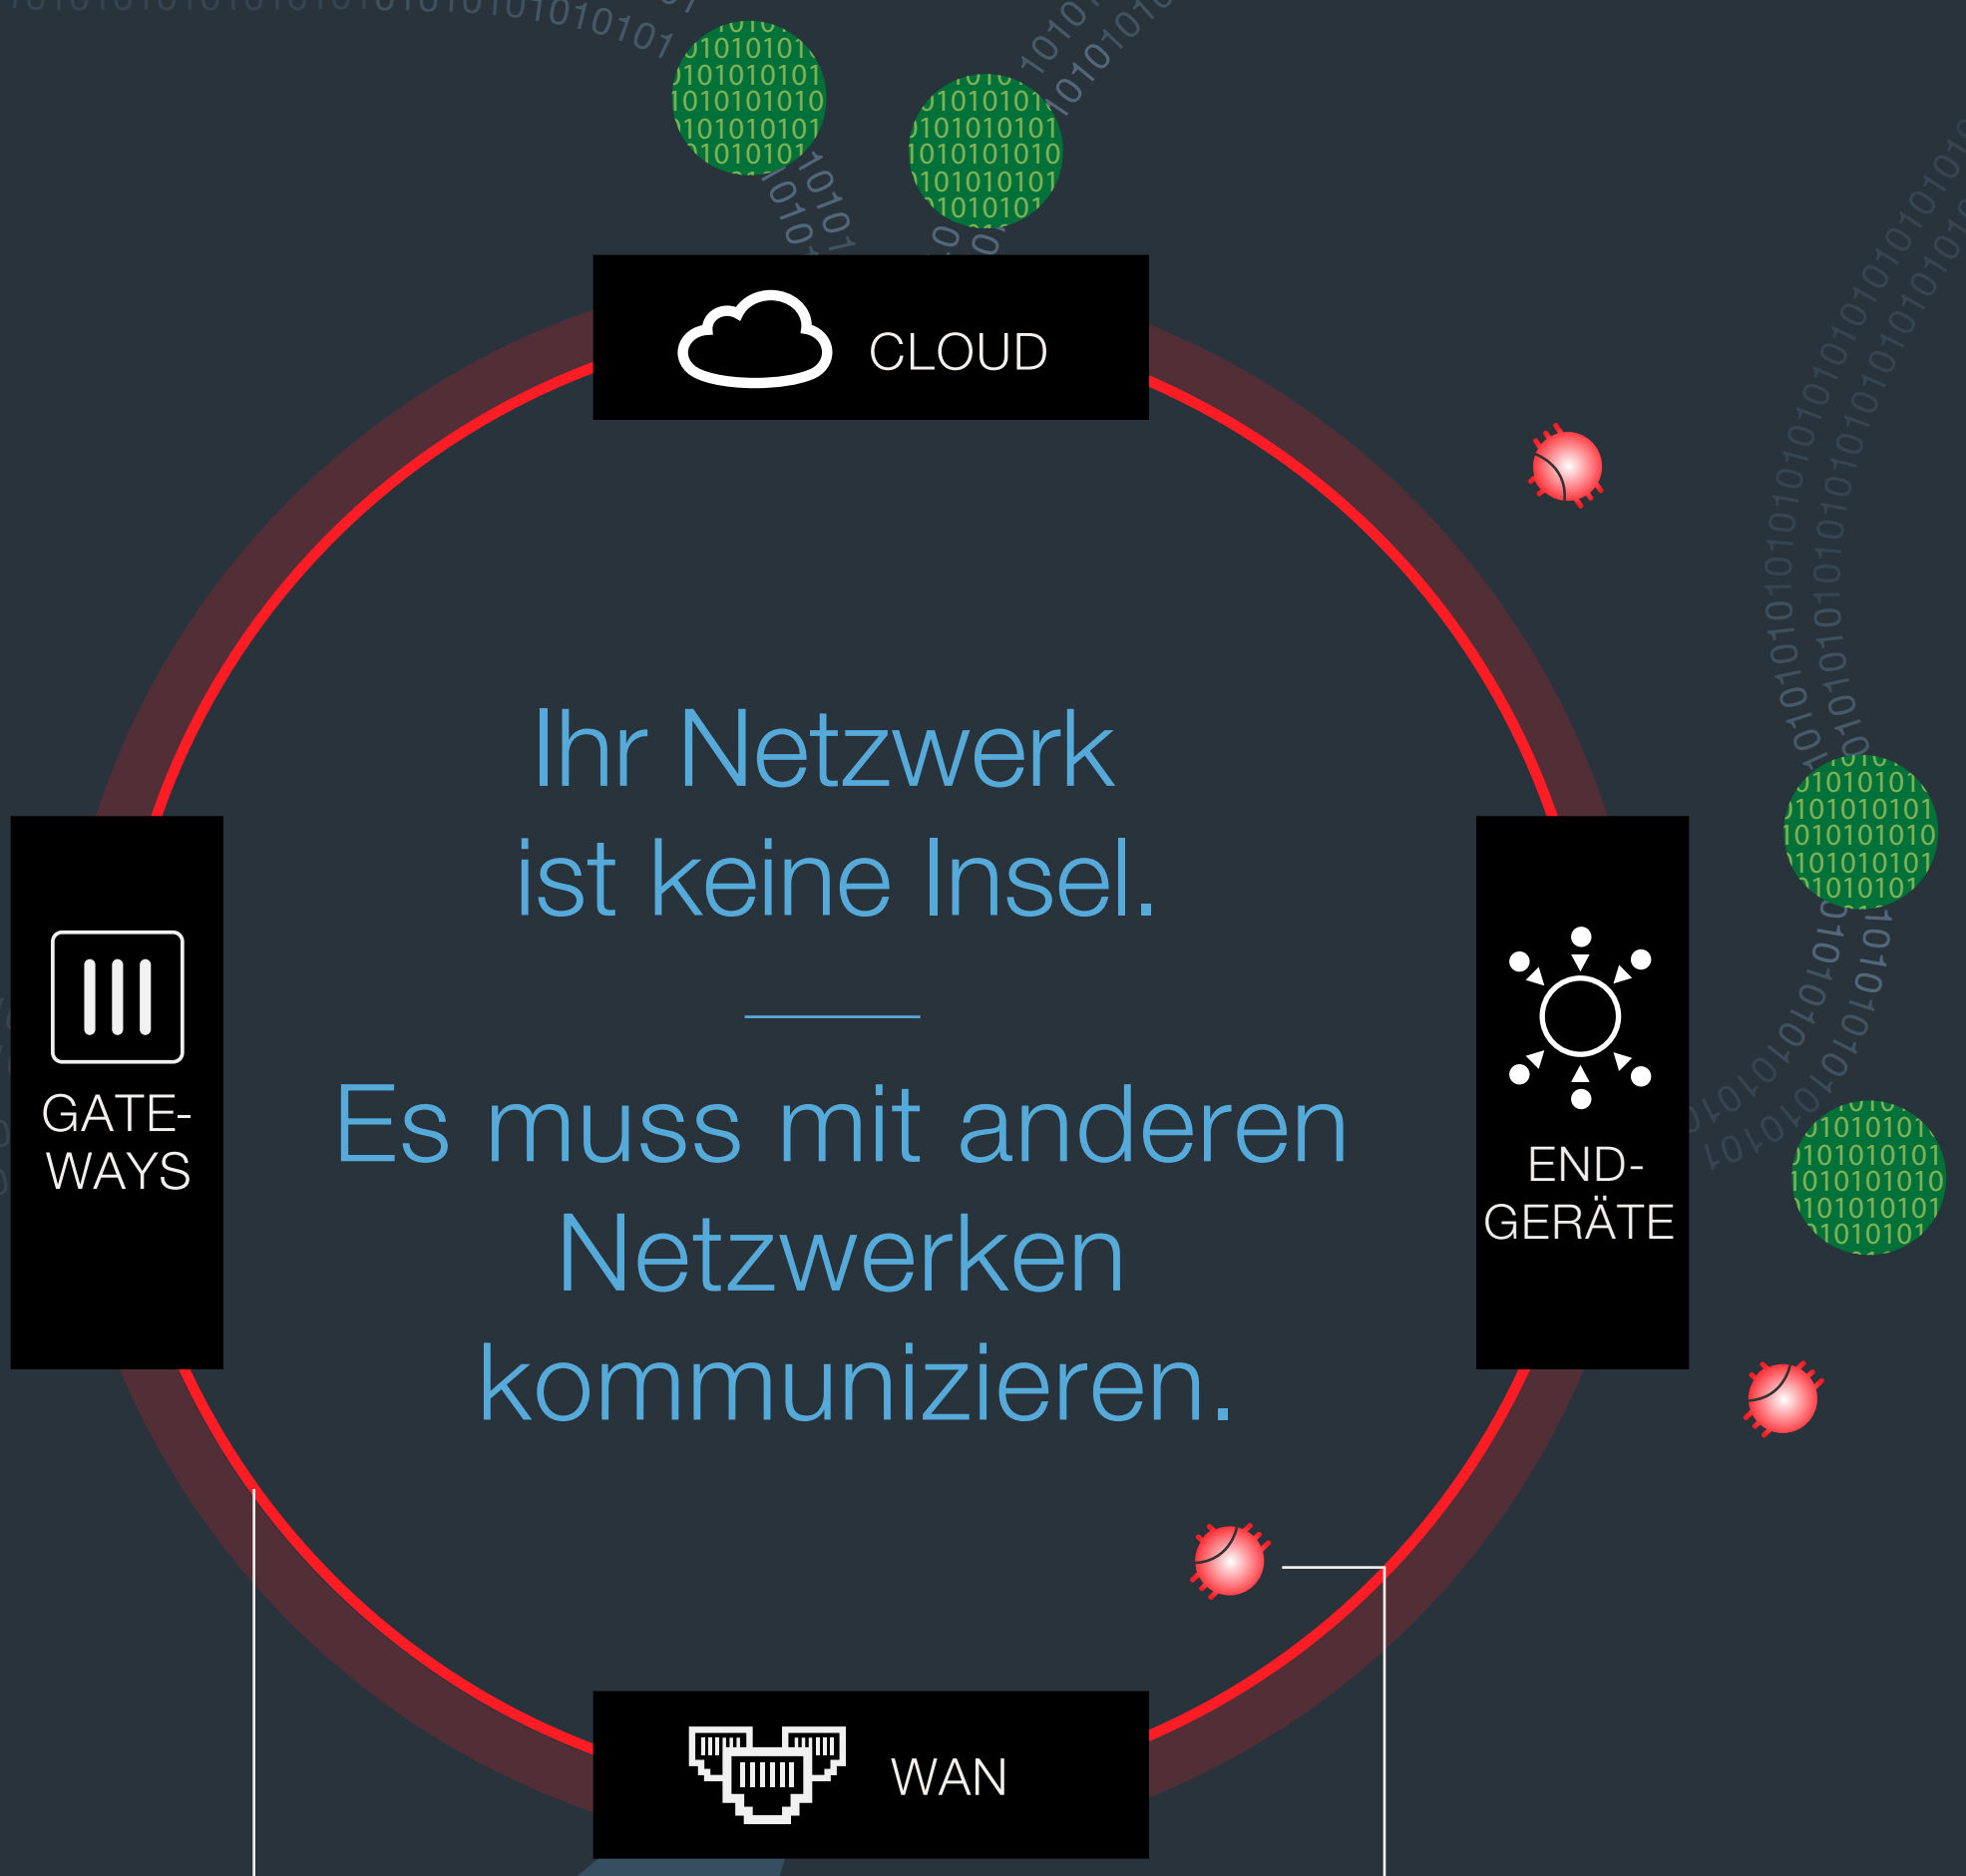 CLOUD
Ihr Netzwerk
ist keine Insel.
Es muss mit anderen
Netzwerken
kommunizieren.
GATE-
WAYS
END-
GERÄTE
WAN